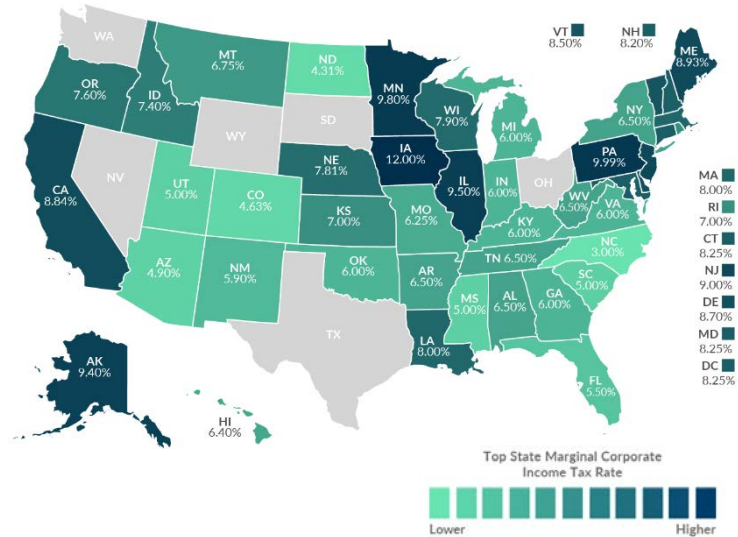 WA
VT
8.50%
NH
8.20%
ME
8.93%
MT
6.75%
ND
4.31%
MN
9.80%
OR
7.60%
ID
7.40%
WI
7.90%
NY
6.50%
SD
MI
6.00%
WY
IA
12.00%
PA
9.99%
NE
7.81%
NV
IL
9.50%
IN
6.00%
OH
CA
8.84%
UT
5.00%
CO
4.63%
KS
7.00%
MO
6.25%
WV
6.50%
VA
6.00%
KY
6.00%
MA
8.00%
RI
7.00%
CT
8.25%
NJ
9.00%
DE
8.70%
MD
8.25%
DC
8.25%
NC
3.00%
TN 6.50%
AZ
4.90%
NM
5.90%
OK
6.00%
AR
6.50%
SC
5.00%
MS
5.00%
AL
6.50%
GA
6.00%
TX
LA
8.00%
AK
9.40%
FL
5.50%
HI
6.40%
Top State Marginal Corporate
Income Tax Rate
Lower
Higher